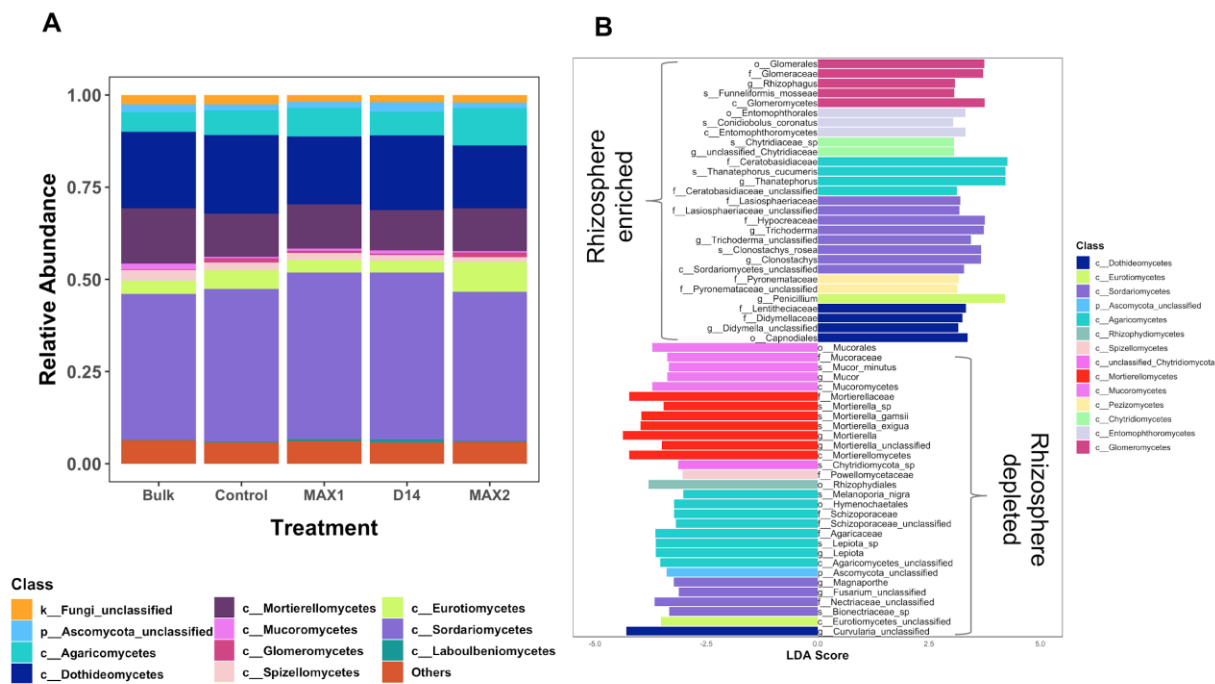 A
1.00
0.75
0.50
0.25
0.00
Relative Abundance
Bulk
Control
MAX1
D14
MAX2
Treatment
Class
k__Fungi_unclassified
p__Ascomycota_unclassified
c__Agaricomycetes
c__Dothideomycetes
c__Mortierellomycetes
c__Mucoromycetes
c__Glomeromycetes
c__Spizellomycetes
c__Eurotiomycetes
c__Sordariomycetes
c__Laboulbeniomycetes
Others
B
Rhizosphere
enriched
o__Glomerales
f__Glomeraceae
g__Rhizophagus
s__Funneliformis_mosseae
c__Glomeromycetes
o__Entomophthorales
s__Conidiobolus_coronatus
c__Entomophthoromycetes
s__Chytridiaceae_sp
g__unclassified_Chytridiaceae
f__Ceratobasidiaceae
s__Thanatephorus_cucumeris
g__Thanatephorus
f__Ceratobasidiaceae_unclassified
f__Lasiosphaeriaceae
f__Lasiosphaeriaceae_unclassified
f__Hypocreaceae
g__Trichoderma
g__Trichoderma_unclassified
s__Clonostachys_rosea
g__Clonostachys
c__Sordariomycetes_unclassified
f__Pyronemataceae
f__Pyronemataceae_unclassified
g__Penicillium
f__Lentitheciaceae
f__Didymellaceae
g__Didymella_unclassified
o__Capnodiales
o__Mucorales
f__Mucoraceae
s__Mucor_minutus
g__Mucor
c__Mucoromycetes
f__Mortierellaceae
s__Mortierella_sp
s__Mortierella_gamsii
s__Mortierella_exigua
g__Mortierella
g__Mortierella_unclassified
c__Mortierellomycetes
s__Chytridiomycota_sp
f__Powellomycetaceae
o__Rhizophydiales
s__Melanoporia_nigra
o__Hymenochaetales
f__Schizoporaceae
f__Schizoporaceae_unclassified
f__Agaricaceae
s__Lepiota_sp
g__Lepiota
c__Agaricomycetes_unclassified
p__Ascomycota_unclassified
g__Magnaporthe
g__Fusarium_unclassified
f__Nectriaceae_unclassified
s__Bionectriaceae_sp
c__Eurotiomycetes_unclassified
g__Curvularia_unclassified
Rhizosphere
depleted
-5.0
-2.5
0.0
2.5
5.0
LDA Score
Class
c__Dothideomycetes
c__Eurotiomycetes
c__Sordariomycetes
p__Ascomycota_unclassified
c__Agaricomycetes
c__Rhizophydiomycetes
c__Spizellomycetes
c__unclassified_Chytridiomycota
c__Mortierellomycetes
c__Mucoromycetes
c__Pezizomycetes
c__Chytridiomycetes
c__Entomophthoromycetes
c__Glomeromycetes